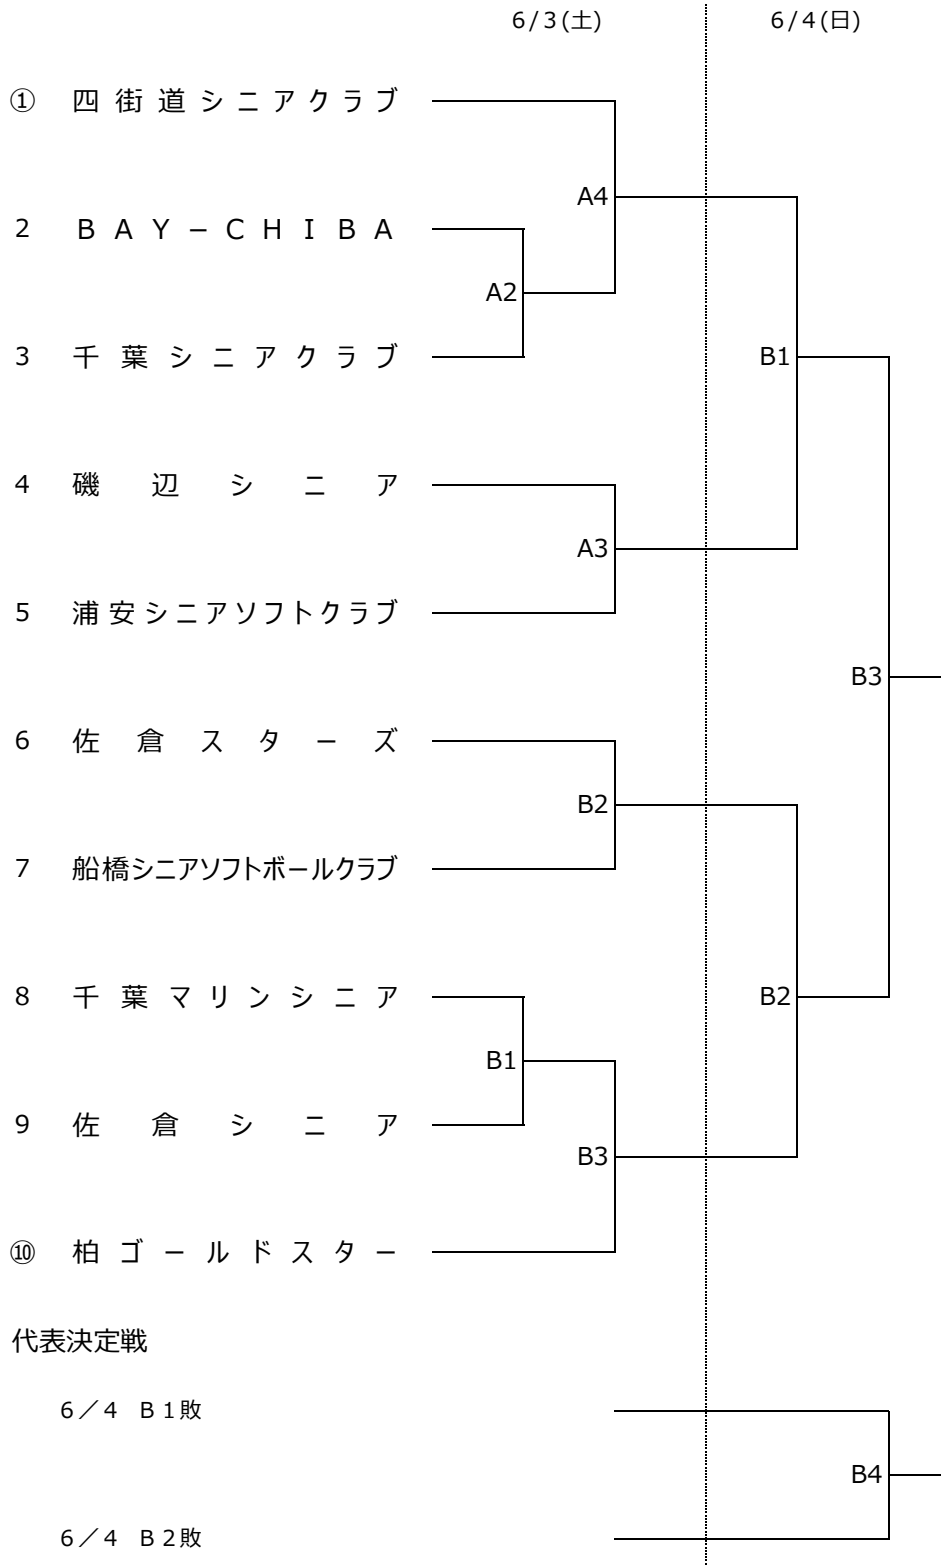 6/3(土) 6/4(日)
① 四街道シニアクラブ
A4
2 BAY－CHIBA
A2
3 千葉シニアクラブ
B1
4 磯辺シニア
A3
5 浦安シニアソフトクラブ
B3
6 佐倉スターズ
B2
7 船橋シニアソフトボールクラブ
8 千葉マリンシニア
B2
B1
9 佐倉シニア
B3
⑩ 柏ゴールドスター
代表決定戦
6／4 B1敗
B4
6／4 B2敗